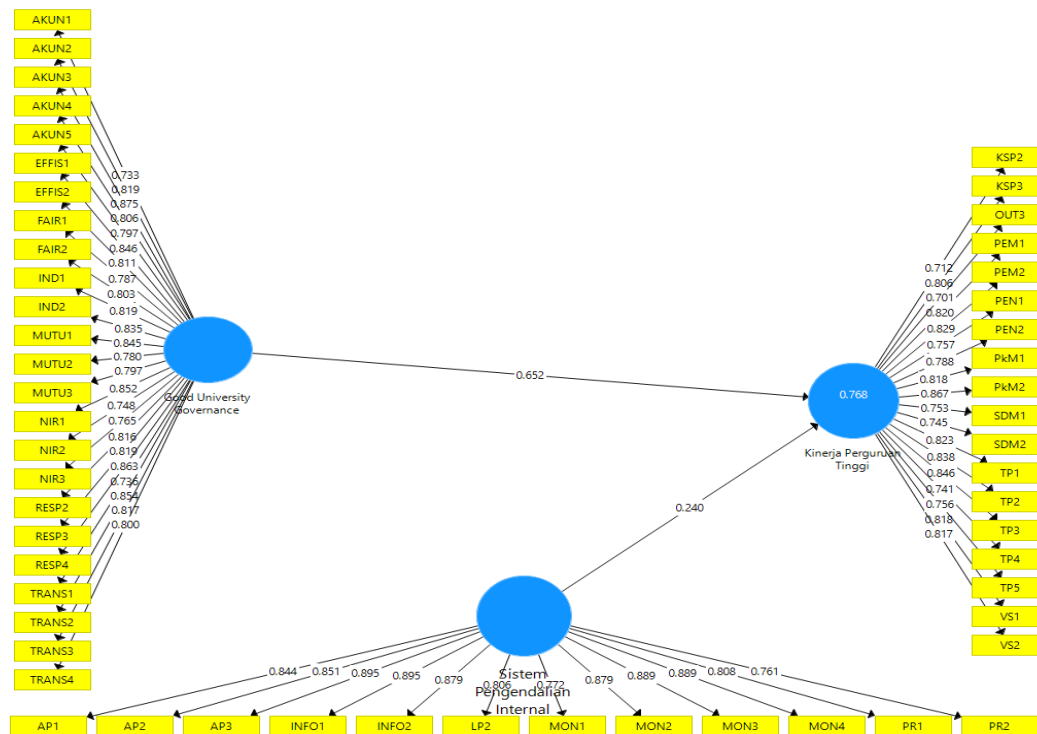 AKUN1
AKUN2
AKUN3
AKUN4
AKUN5
EFFIS1
EFFIS2
FAIR1
FAIR2
IND1
IND2
MUTU1
MUTU2
MUTU3
NIR1
NIR2
NIR3
RESP2
RESP3
RESP4
TRANS1
TRANS2
TRANS3
TRANS4
0.733
0.819
0.875
0.806
0.797
0.846
0.811
0.787
0.803
0.819
0.835
0.845
0.780
0.797
0.852
0.748
0.765
0.816
0.819
0.863
0.736
0.854
0.817
0.800
Good University
Governance
0.652
0.240
0.768
Kinerja Perguruan
Tinggi
0.712
0.806
0.701
0.820
0.829
0.757
0.788
0.818
0.867
0.753
0.745
0.823
0.838
0.846
0.741
0.756
0.818
0.817
KSP2
KSP3
OUT3
PEM1
PEM2
PEN1
PEN2
PkM1
PkM2
SDM1
SDM2
TP1
TP2
TP3
TP4
TP5
VS1
VS2
Sistem
Pengendalian
Internal
0.844
0.851
0.895
0.895
0.879
0.806
0.772
0.879
0.889
0.889
0.808
0.761
AP1
AP2
AP3
INFO1
INFO2
LP2
MON1
MON2
MON3
MON4
PR1
PR2